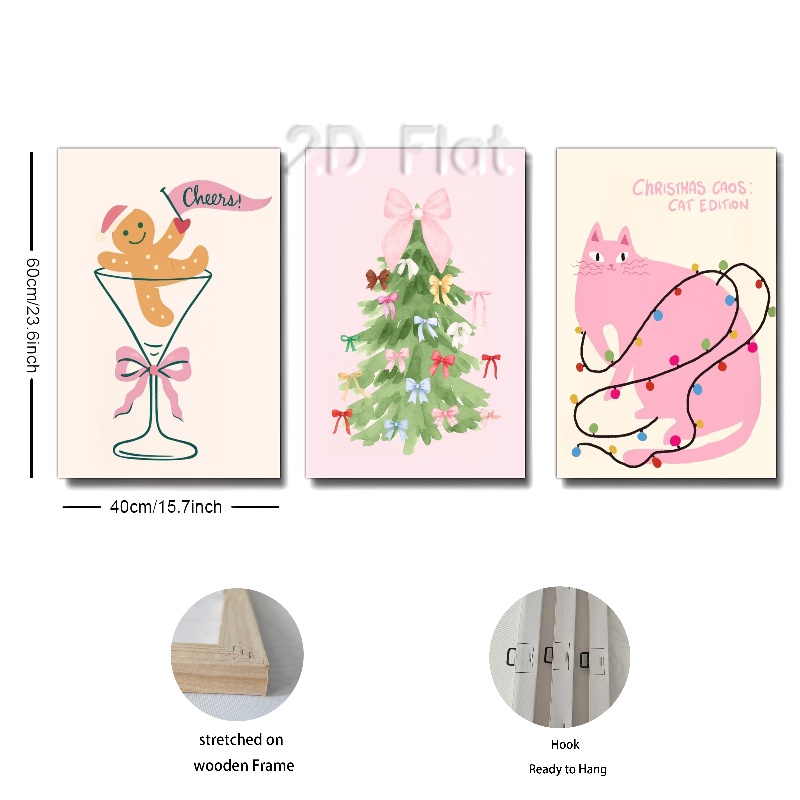 2D Flat.
Cheers!
CHRISTMAS CAOS:
CAT EDITION
60cm/23.6inch
40cm/15.7inch
stretched on
wooden Frame
Hook
Ready to Hang